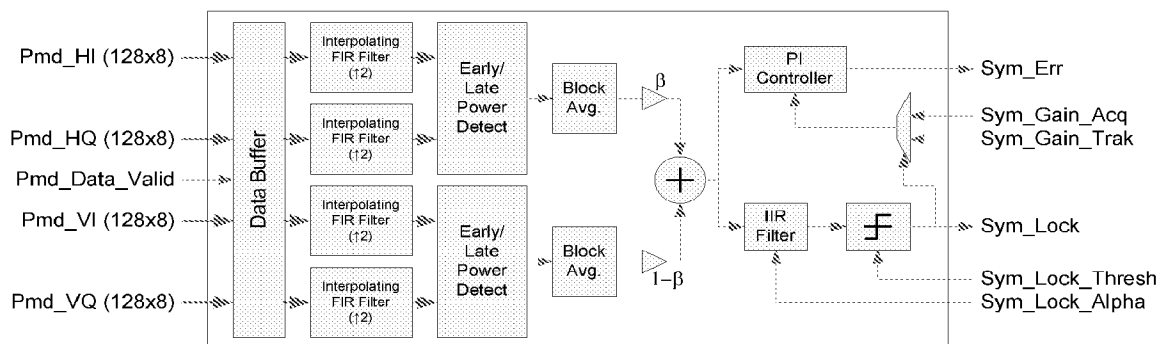 Pmd_HI (128x8)
Pmd_HQ (128x8)
Pmd_Data_Valid
Pmd_VI (128x8)
Pmd_VQ (128x8)
Data Buffer
Interpolating
FIR Filter
(↑2)
Interpolating
FIR Filter
(↑2)
Interpolating
FIR Filter
(↑2)
Interpolating
FIR Filter
(↑2)
Early/
Late
Power
Detect
Early/
Late
Power
Detect
Block
Avg.
Block
Avg.
β
1-β
PI
Controller
IIR
Filter
Sym_Err
Sym_Gain_Acq
Sym_Gain_Trak
Sym_Lock
Sym_Lock_Thresh
Sym_Lock_Alpha